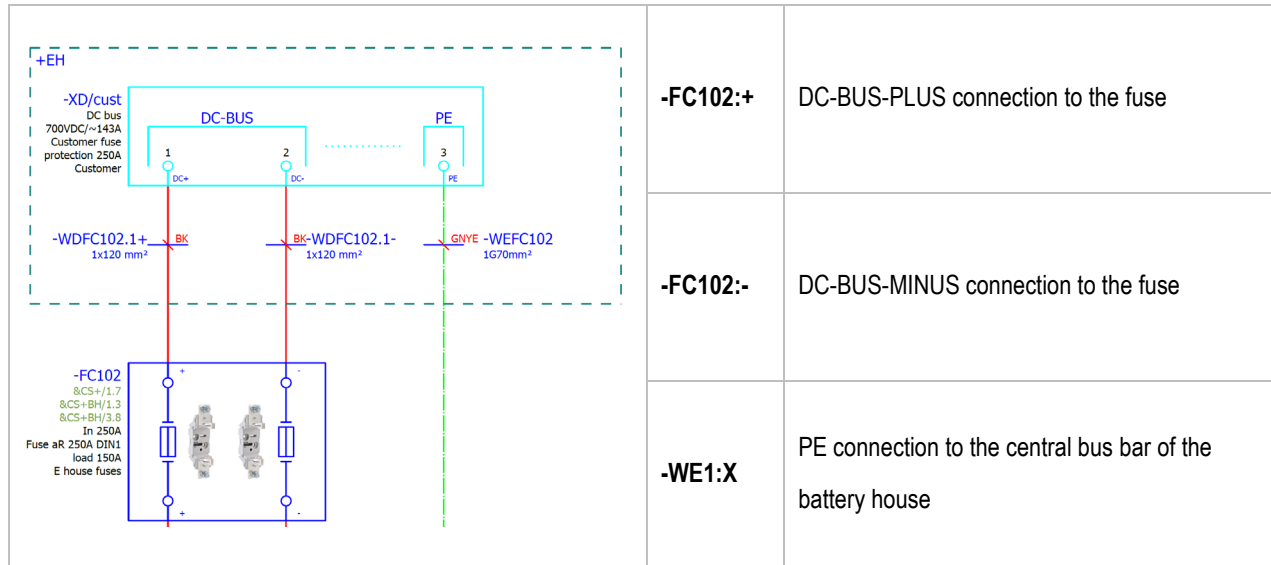 +EH
-XD/cust
DC bus
700VDC/~143A
Customer fuse
protection 250A
Customer
DC-BUS
PE
1
2
3
DC+
DC-
PE
-WDFC102.1+
BK
1x120 mm²
BK
-WDFC102.1-
1x120 mm²
GNYE
-WEFC102
1G70mm²
-FC102
&CS+/1.7
&CS+BH/1.3
&CS+BH/3.8
In 250A
Fuse aR 250A DIN1
load 150A
E house fuses
+
-
+
-
-FC102:+
DC-BUS-PLUS connection to the fuse
-FC102:-
DC-BUS-MINUS connection to the fuse
-WE1:X
PE connection to the central bus bar of the
battery house